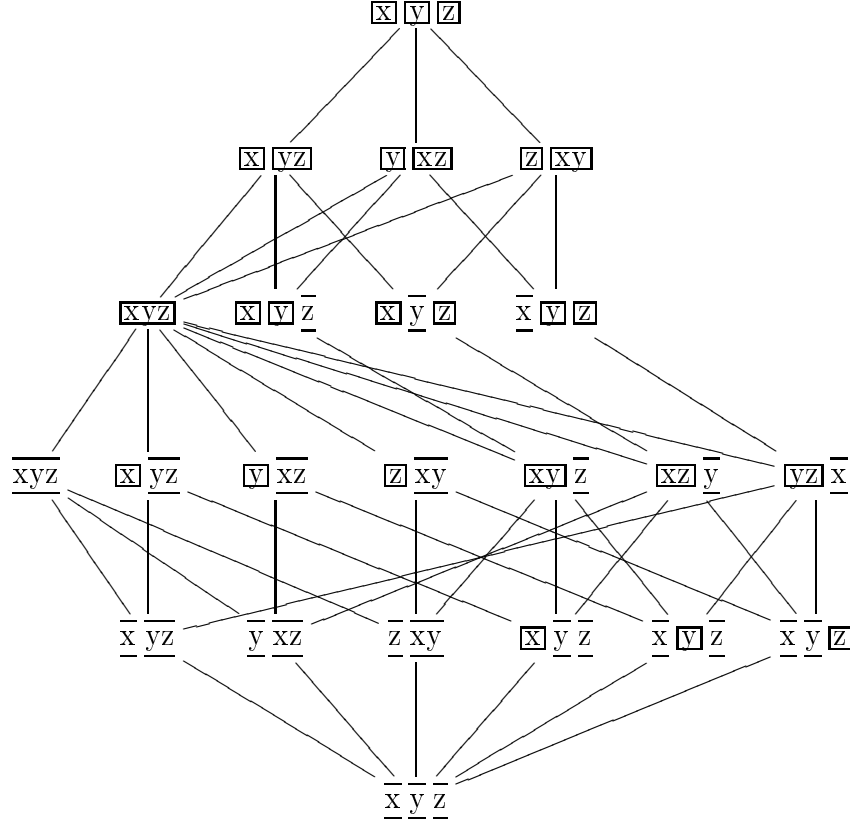 x y z
x yz y xz z xy
xyz x y z x y z x y z
xyz x yz y xz z xy xy z xz y yz x
x yz y xz z xy x y z x y z x y z
x y z